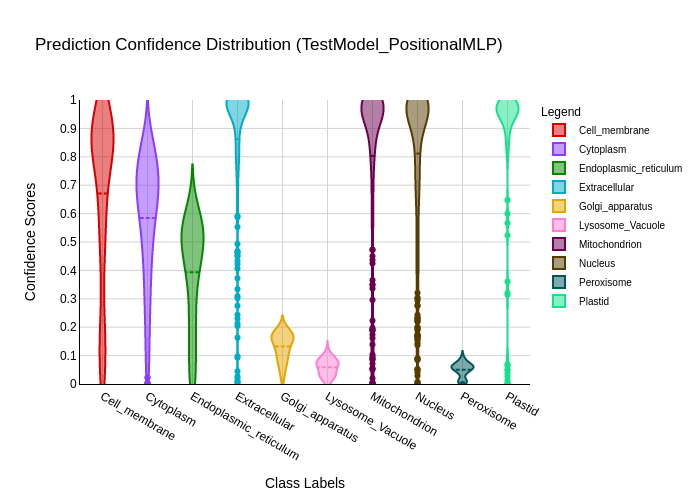 Prediction Confidence Distribution (TestModel_PositionalMLP)
Confidence Scores
1
0.9
0.8
0.7
0.6
0.5
0.4
0.3
0.2
0.1
0
Cell_membrane
Cytoplasm
Endoplasmic_reticulum
Extracellular
Golgi_apparatus
Lysosome_Vacuole
Mitochondrion
Nucleus
Peroxisome
Plastid
Class Labels
Legend
Cell_membrane
Cytoplasm
Endoplasmic_reticulum
Extracellular
Golgi_apparatus
Lysosome_Vacuole
Mitochondrion
Nucleus
Peroxisome
Plastid